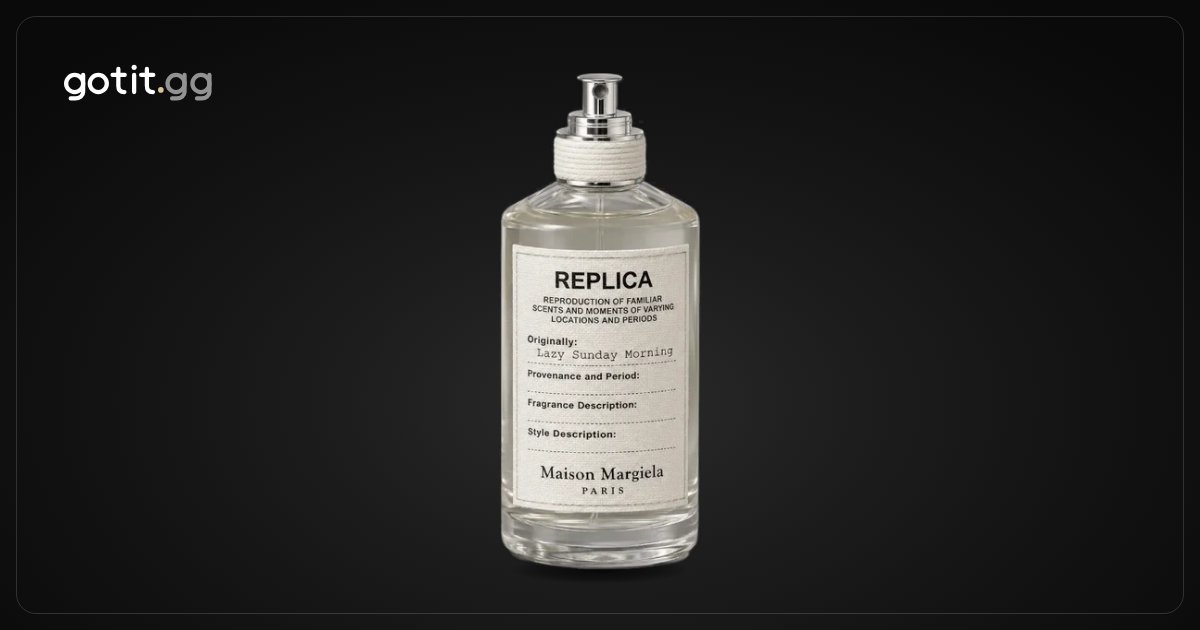 gotit.gg
REPLICA
REPRODUCTION OF FAMILIAR
SCENTS AND MOMENTS OF VARYING
LOCATIONS AND PERIODS
Originally:
Lazy Sunday Morning
Provenance and Period:
Fragrance Description:
Style Description:
Maison Margiela
PARIS